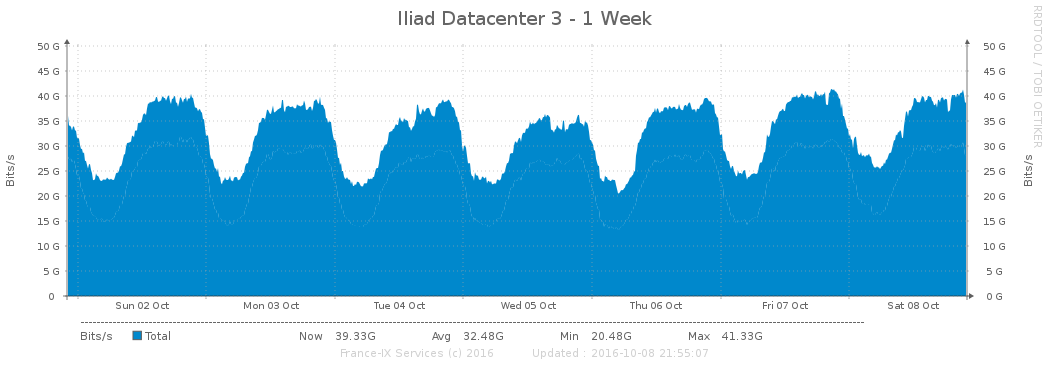 Iliad Datacenter 3 - 1 Week
RRDTOOL / TOBI OETIKER
50 G 50 G
45 G 45 G
40 G 40 G
35 G 35 G
30 G 30 G
25 G 25 G
20 G 20 G
15 G 15 G
10 G 10 G
5 G 5 G
0 0 G
Bits/s
Bits/s
Sun 02 Oct Mon 03 Oct Tue 04 Oct Wed 05 Oct Thu 06 Oct Fri 07 Oct Sat 08 Oct
Bits/s Total Now 39.33G Avg 32.48G Min 20.48G Max 41.33G
France-IX Services (c) 2016 Updated : 2016-10-08 21:55:07